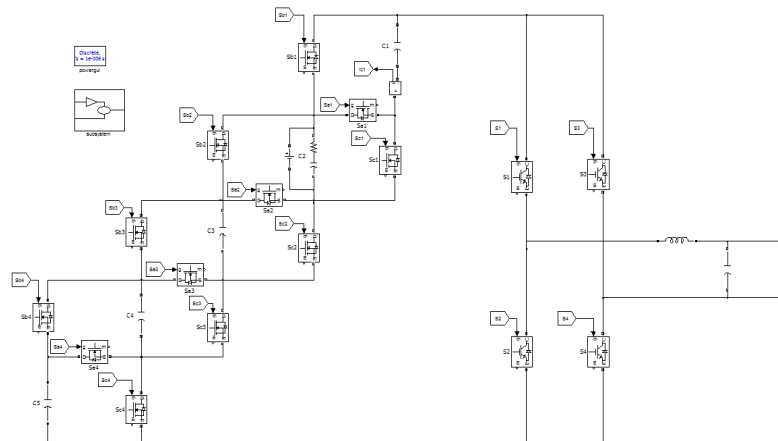 Sb1
C1
Discrete,
s = 1e-006 s
powergui
Sb1
Ic1
subsystem
Sa1
Sb2
Sa1
S1
S3
Sc1
Sb2
C2
Sc1
S1
S3
Sa2
Sb3
Sa2
Sc2
Sb3
C3
Sc2
Sa3
Sc4
Sa3
Sc3
Sb4
C4
Sc3
S2
S4
Sa4
S2
S4
Sa4
Sc4
C5
Sc4